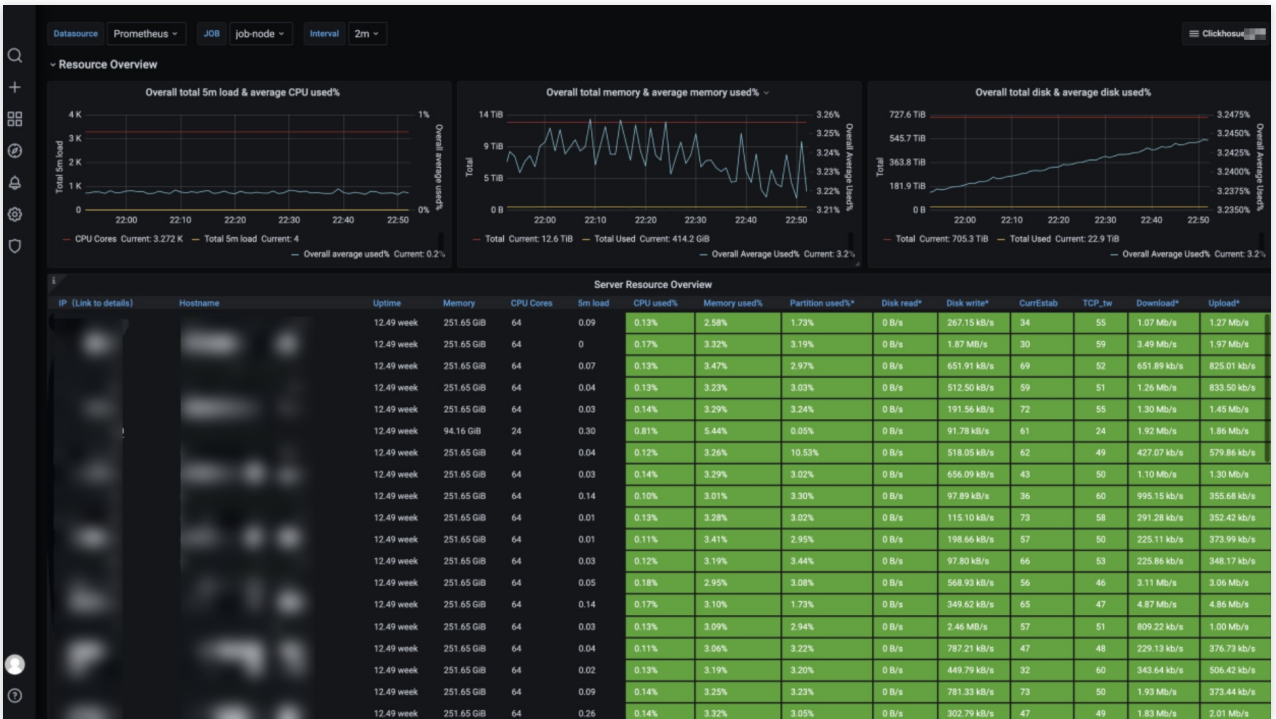 Datasource Prometheus JOB job-node Interval 2m Clickhosue
Resource Overview
Overall total 5m load & average CPU used%
4 K
3 K
2 K
1 K
0
1%
0%
Total 5m load
Overall average used%
22:00 22:10 22:20 22:30 22:40 22:50
CPU Cores Current: 3.272 K Total 5m load Current: 4
Overall average used% Current: 0.2%
Overall total memory & average memory used%
14 TiB
9 TiB
5 TiB
0 B
3.26%
3.25%
3.24%
3.23%
3.22%
3.21%
Total
Overall Average Used%
22:00 22:10 22:20 22:30 22:40 22:50
Total Current: 12.6 TiB Total Used Current: 414.2 GiB
Overall Average Used% Current: 3.2%
Overall total disk & average disk used%
727.6 TiB
545.7 TiB
363.8 TiB
181.9 TiB
0 B
3.2475%
3.2450%
3.2425%
3.2400%
3.2375%
3.2350%
Total
Overall Average Used%
22:00 22:10 22:20 22:30 22:40 22:50
Total Current: 705.3 TiB Total Used Current: 22.9 TiB
Overall Average Used% Current: 3.2%
i
Server Resource Overview
IP (Link to details) Hostname Uptime Memory CPU Cores 5m load CPU used% Memory used% Partition used%* Disk read* Disk write* CurrEstab TCP_tw Download* Upload*
12.49 week 251.65 GiB 64 0.09 0.13% 2.58% 1.73% 0 B/s 267.15 kB/s 34 55 1.07 Mb/s 1.27 Mb/s
12.49 week 251.65 GiB 64 0 0.17% 3.32% 3.19% 0 B/s 1.87 MB/s 30 59 3.49 Mb/s 1.97 Mb/s
12.49 week 251.65 GiB 64 0.07 0.13% 3.47% 2.97% 0 B/s 651.91 kB/s 69 52 651.89 kb/s 825.01 kb/s
12.49 week 251.65 GiB 64 0.04 0.13% 3.23% 3.03% 0 B/s 512.50 kB/s 59 51 1.26 Mb/s 833.50 kb/s
12.49 week 251.65 GiB 64 0.03 0.14% 3.29% 3.24% 0 B/s 191.56 kB/s 72 55 1.30 Mb/s 1.45 Mb/s
12.49 week 94.16 GiB 24 0.30 0.81% 5.44% 0.05% 0 B/s 91.78 kB/s 61 24 1.92 Mb/s 1.86 Mb/s
12.49 week 251.65 GiB 64 0.04 0.12% 3.26% 10.53% 0 B/s 518.05 kB/s 62 49 427.07 kb/s 579.86 kb/s
12.49 week 251.65 GiB 64 0.03 0.14% 3.29% 3.02% 0 B/s 656.09 kB/s 43 50 1.10 Mb/s 1.30 Mb/s
12.49 week 251.65 GiB 64 0.14 0.10% 3.01% 3.30% 0 B/s 97.89 kB/s 36 60 995.15 kb/s 355.68 kb/s
12.49 week 251.65 GiB 64 0.01 0.13% 3.28% 3.02% 0 B/s 115.10 kB/s 73 58 291.28 kb/s 352.42 kb/s
12.49 week 251.65 GiB 64 0.01 0.11% 3.41% 2.95% 0 B/s 198.66 kB/s 57 50 225.11 kb/s 373.99 kb/s
12.49 week 251.65 GiB 64 0.03 0.12% 3.19% 3.44% 0 B/s 97.80 kB/s 66 53 225.86 kb/s 348.17 kb/s
12.49 week 251.65 GiB 64 0.05 0.18% 2.95% 3.08% 0 B/s 568.93 kB/s 56 46 3.11 Mb/s 3.06 Mb/s
12.49 week 251.65 GiB 64 0.14 0.17% 3.10% 1.73% 0 B/s 349.62 kB/s 65 47 4.87 Mb/s 4.86 Mb/s
12.49 week 251.65 GiB 64 0.03 0.13% 3.09% 2.94% 0 B/s 2.46 MB/s 57 51 809.22 kb/s 1.00 Mb/s
12.49 week 251.65 GiB 64 0.04 0.11% 3.06% 3.22% 0 B/s 787.21 kB/s 47 48 229.13 kb/s 376.73 kb/s
12.49 week 251.65 GiB 64 0.02 0.13% 3.19% 3.20% 0 B/s 449.79 kB/s 32 60 343.64 kb/s 506.42 kb/s
12.49 week 251.65 GiB 64 0.09 0.14% 3.25% 3.23% 0 B/s 781.33 kB/s 73 50 1.93 Mb/s 373.44 kb/s
12.49 week 251.65 GiB 64 0.26 0.14% 3.32% 3.05% 0 B/s 302.79 kB/s 47 49 1.83 Mb/s 2.01 Mb/s